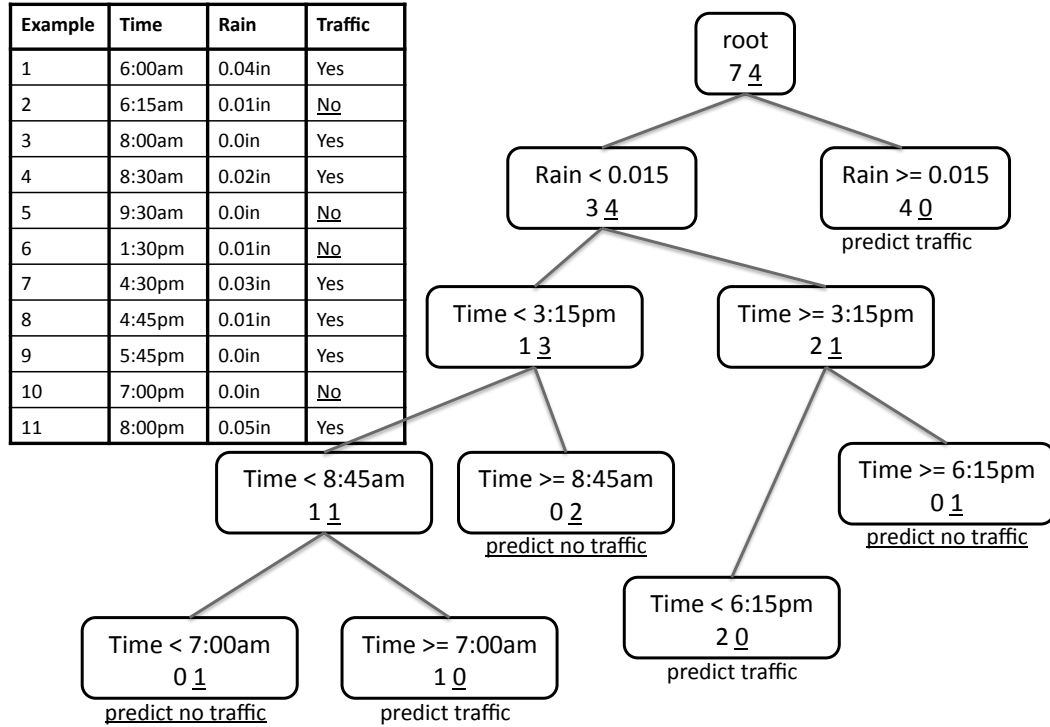 Example Time Rain Traffic
1 6:00am 0.04in Yes
2 6:15am 0.01in No
3 8:00am 0.0in Yes
4 8:30am 0.02in Yes
5 9:30am 0.0in No
6 1:30pm 0.01in No
7 4:30pm 0.03in Yes
8 4:45pm 0.01in Yes
9 5:45pm 0.0in Yes
10 7:00pm 0.0in No
11 8:00pm 0.05in Yes
root
7 4
Rain < 0.015
3 4
Rain >= 0.015
4 0
predict traffic
Time < 3:15pm
1 3
Time >= 3:15pm
2 1
Time < 8:45am
1 1
Time >= 8:45am
0 2
predict no traffic
Time >= 6:15pm
0 1
predict no traffic
Time < 6:15pm
2 0
predict traffic
Time < 7:00am
0 1
predict no traffic
Time >= 7:00am
1 0
predict traffic